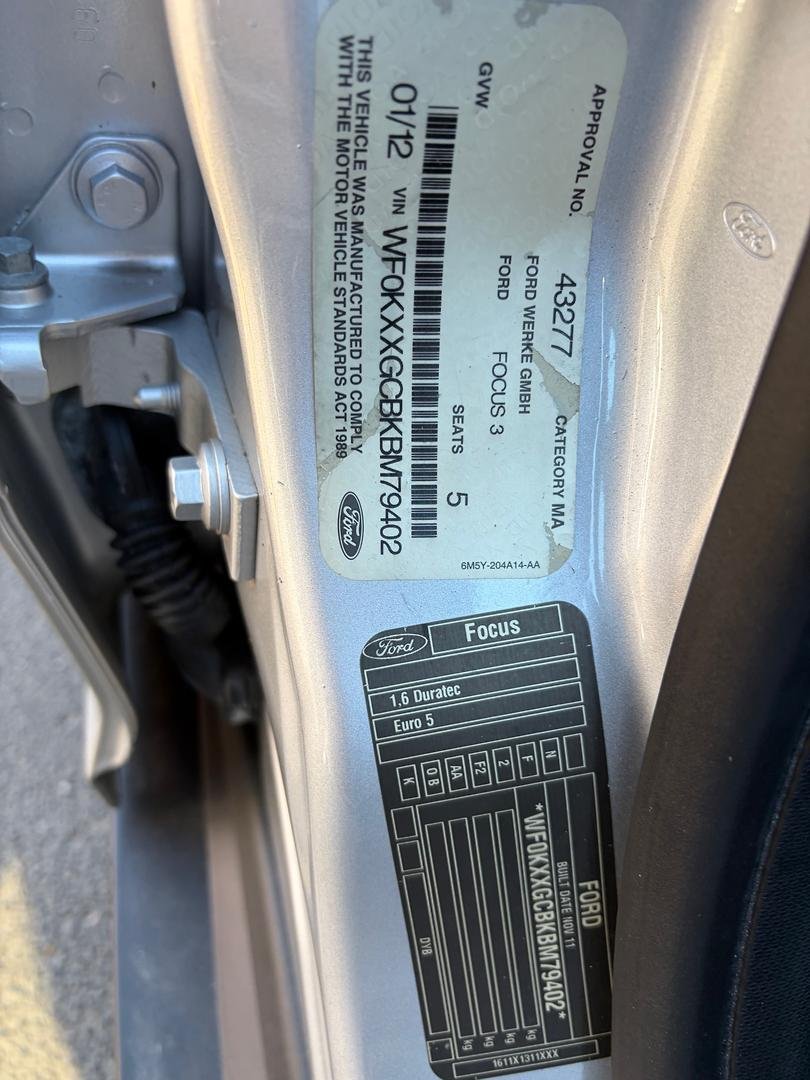 APPROVAL NO. 43277 CATEGORY MA
FORD WERKE GMBH
FORD FOCUS 3
GVW
SEATS 5
01/12 VIN WF0KXXGCBKBM79402
THIS VEHICLE WAS MANUFACTURED TO COMPLY
WITH THE MOTOR VEHICLE STANDARDS ACT 1989
Ford
6M5Y-204A14-AA
Ford
Focus
1,6 Duratec
Euro 5
K
O B
AA
F2
2
F
N
FORD
BUILT DATE NOV 11
*WF0KXXGCBKBM79402*
kg
kg
kg
kg
DYB
1611X1311XXX